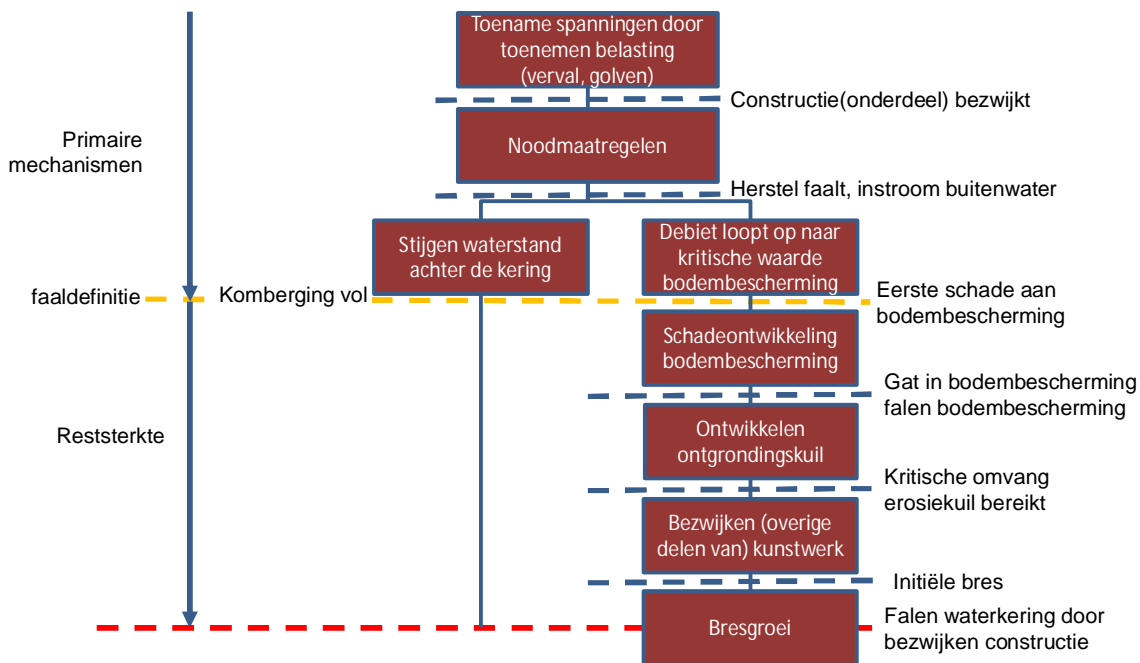 Toename spanningen door
toenemen belasting
(verval, golven)
Constructie(onderdeel) bezwijkt
Primaire
mechanismen
Noodmaatregelen
Herstel faalt, instroom buitenwater
Stijgen waterstand
achter de kering
Debiet loopt op naar
kritische waarde
bodembescherming
faaldefinitie
Komberging vol
Eerste schade aan
bodembescherming
Schadeontwikkeling
bodembescherming
Gat in bodembescherming
falen bodembescherming
Reststerkte
Ontwikkelen
ontgrondingskuil
Kritische omvang
erosiekuil bereikt
Bezwijken (overige
delen van) kunstwerk
Initiële bres
Bresgroei
Falen waterkering door
bezwijken constructie